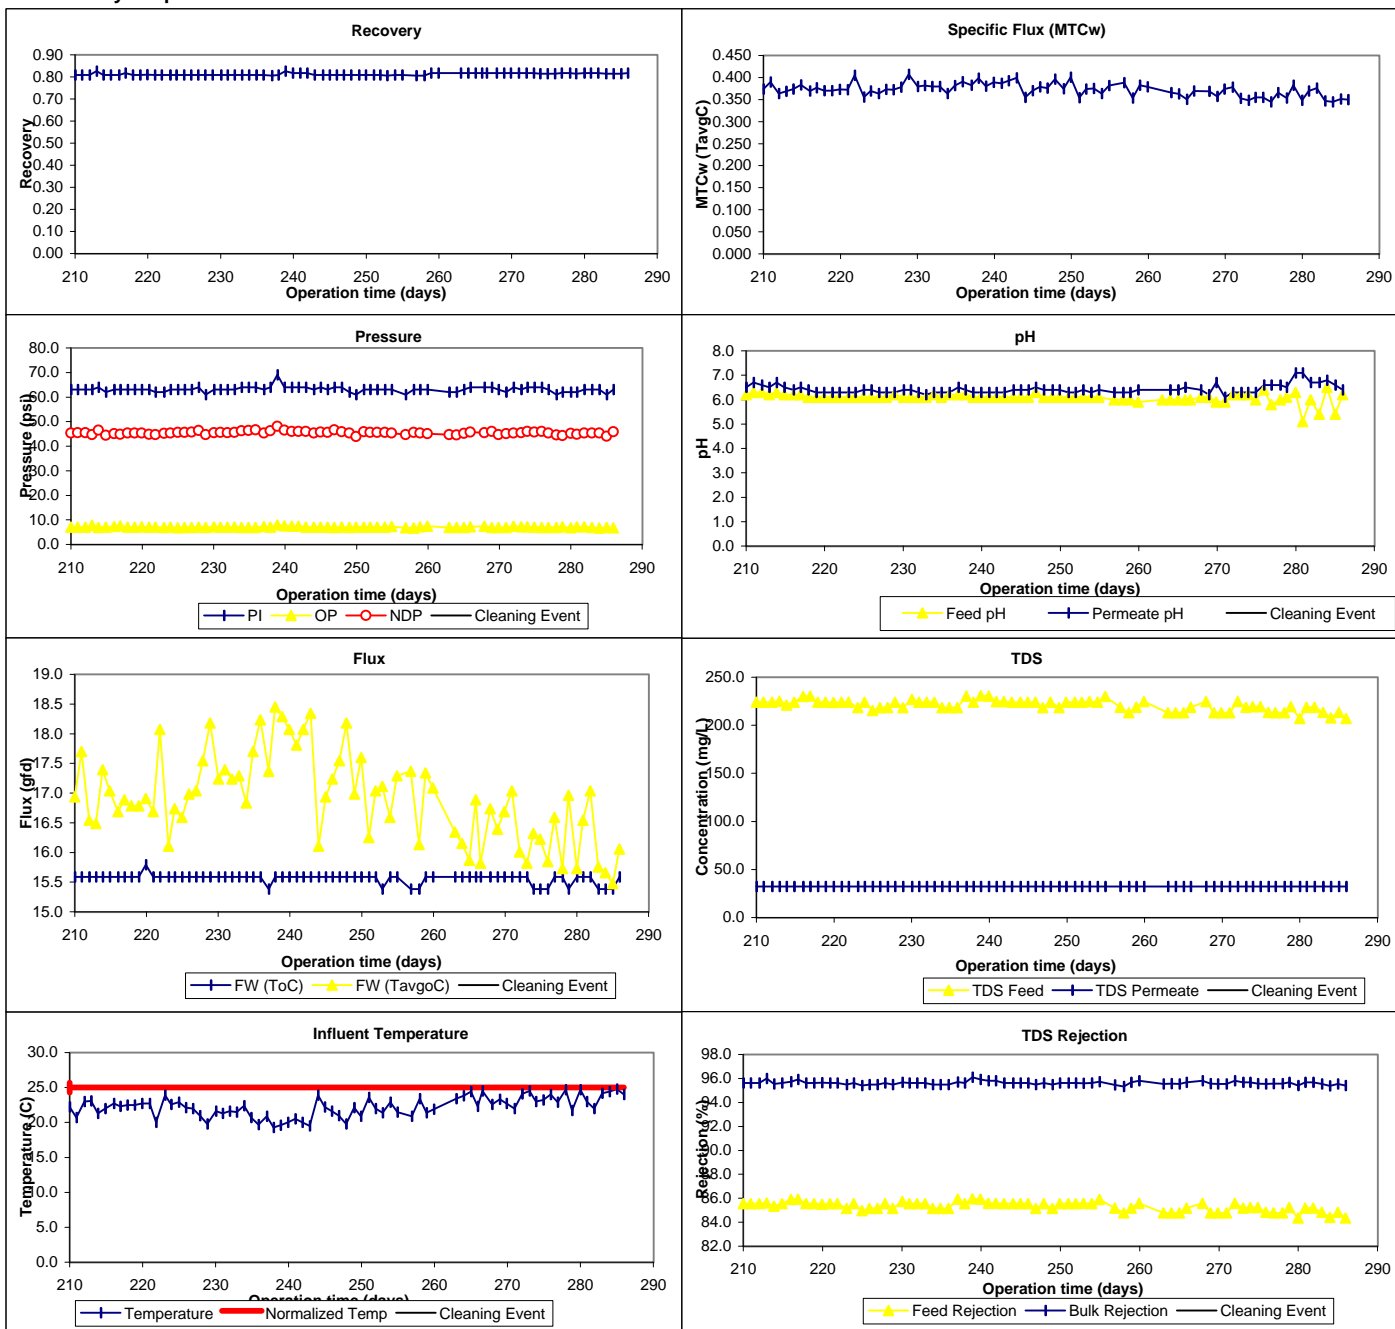 Recovery
0.90
0.80
0.70
0.60
0.50
0.40
0.30
0.20
0.10
0.00
Recovery
210 220 230 240 250 260 270 280 290
Operation time (days)
Specific Flux (MTCw)
0.450
0.400
0.350
0.300
0.250
0.200
0.150
0.100
0.050
0.000
MTCw (TavgC)
210 220 230 240 250 260 270 280 290
Operation time (days)
Pressure
80.0
70.0
60.0
50.0
40.0
30.0
20.0
10.0
0.0
Pressure (psi)
210 220 230 240 250 260 270 280 290
Operation time (days)
PI OP NDP Cleaning Event
pH
8.0
7.0
6.0
5.0
4.0
3.0
2.0
1.0
0.0
pH
210 220 230 240 250 260 270 280 290
Operation time (days)
Feed pH Permeate pH Cleaning Event
Flux
19.0
18.5
18.0
17.5
17.0
16.5
16.0
15.5
15.0
Flux (gfd)
210 220 230 240 250 260 270 280 290
Operation time (days)
FW (ToC) FW (TavgoC) Cleaning Event
TDS
250.0
200.0
150.0
100.0
50.0
0.0
Concentration (mg/L)
210 220 230 240 250 260 270 280 290
Operation time (days)
TDS Feed TDS Permeate Cleaning Event
Influent Temperature
30.0
25.0
20.0
15.0
10.0
5.0
0.0
Temperature (C)
210 220 230 240 250 260 270 280 290
Operation time (days)
Temperature Normalized Temp Cleaning Event
TDS Rejection
98.0
96.0
94.0
92.0
90.0
88.0
86.0
84.0
82.0
Rejection (%)
210 220 230 240 250 260 270 280 290
Operation time (days)
Feed Rejection Bulk Rejection Cleaning Event